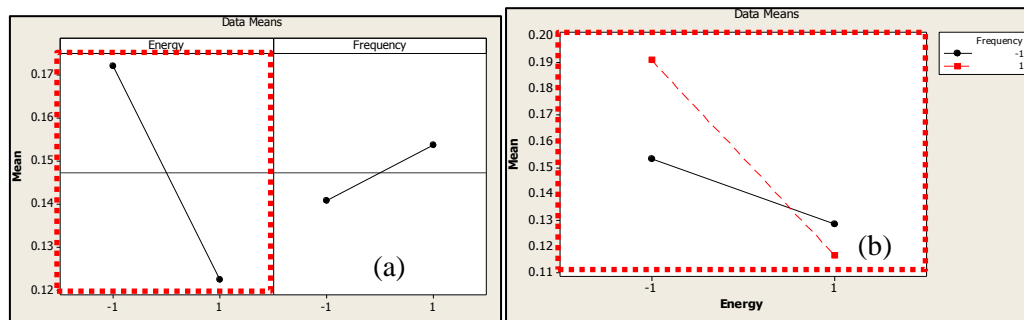 Data Means
Energy
Frequency
0.17
0.16
0.15
0.14
0.13
0.12
Mean
-1
1
-1
1
(a)
Data Means
0.20
0.19
0.18
0.17
0.16
0.15
0.14
0.13
0.12
0.11
Mean
-1
1
Energy
(b)
Frequency
-1
1